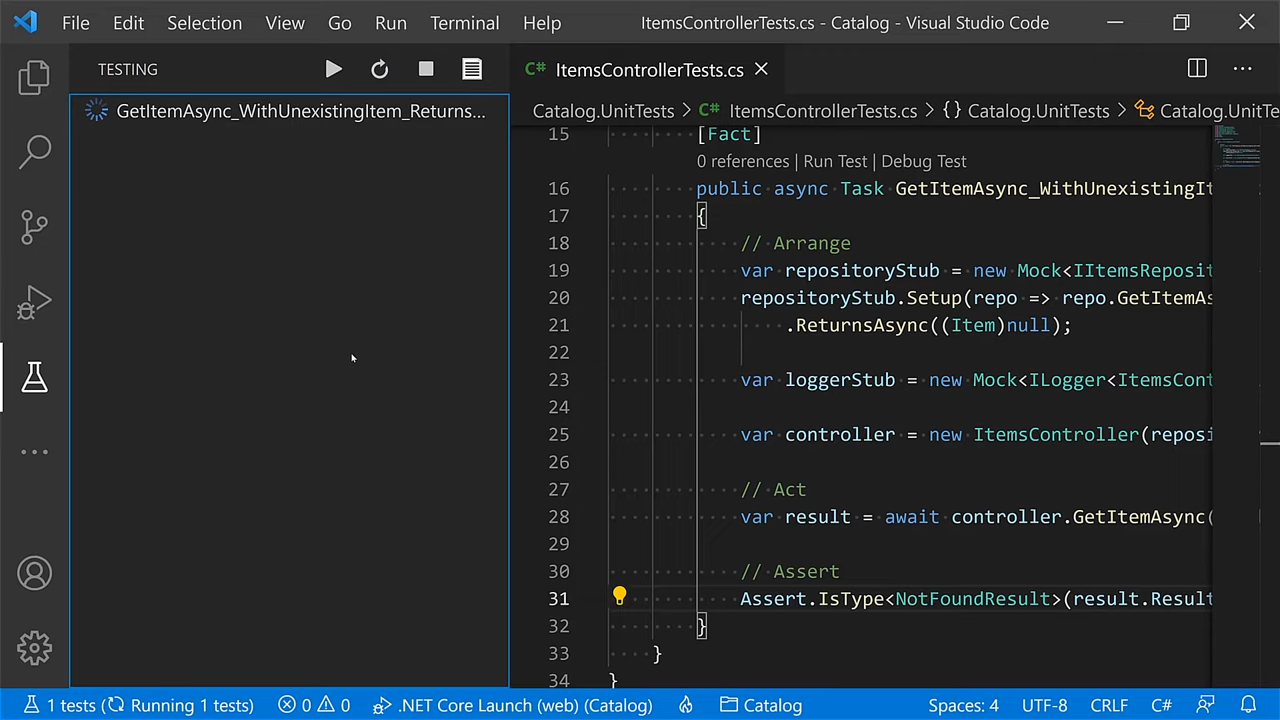 File Edit Selection View Go Run Terminal Help ItemsControllerTests.cs - Catalog - Visual Studio Code
TESTING
C# ItemsControllerTests.cs
GetItemAsync_WithUnexistingItem_Returns...
Catalog.UnitTests > C# ItemsControllerTests.cs > {} Catalog.UnitTests > Catalog.UnitTe
15 [Fact]
0 references | Run Test | Debug Test
16 public async Task GetItemAsync_WithUnexistingIt
17 {
18 // Arrange
19 var repositoryStub = new Mock<IItemsReposit
20 repositoryStub.Setup(repo => repo.GetItemAs
21 .ReturnsAsync((Item)null);
22
23 var loggerStub = new Mock<ILogger<ItemsCont
24
25 var controller = new ItemsController(reposi
26
27 // Act
28 var result = await controller.GetItemAsync(
29
30 // Assert
31 Assert.IsType<NotFoundResult>(result.Result
32 }
33 }
34 }
1 tests ( Running 1 tests) 0 0 .NET Core Launch (web) (Catalog) Catalog Spaces: 4 UTF-8 CRLF C#